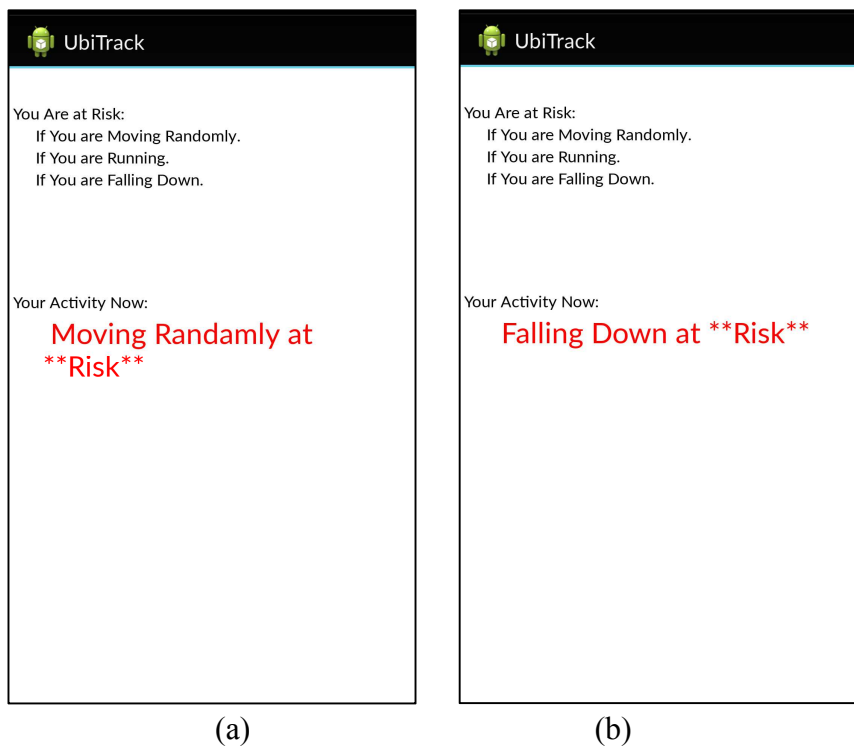 UbiTrack
You Are at Risk:
If You are Moving Randomly.
If You are Running.
If You are Falling Down.
Your Activity Now:
Moving Randamly at
**Risk**
(a)
UbiTrack
You Are at Risk:
If You are Moving Randomly.
If You are Running.
If You are Falling Down.
Your Activity Now:
Falling Down at **Risk**
(b)